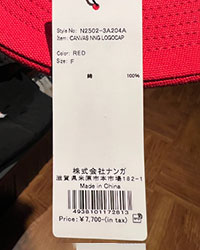 Style No: N2502-3A204A
Item: CANVAS NNG LOGOCAP
Color: RED
Size: F
綿 100%
株式会社ナンガ
滋賀県米原市本市場182-1
Made in China
4938101172813
Price: ¥7,700-(in tax)